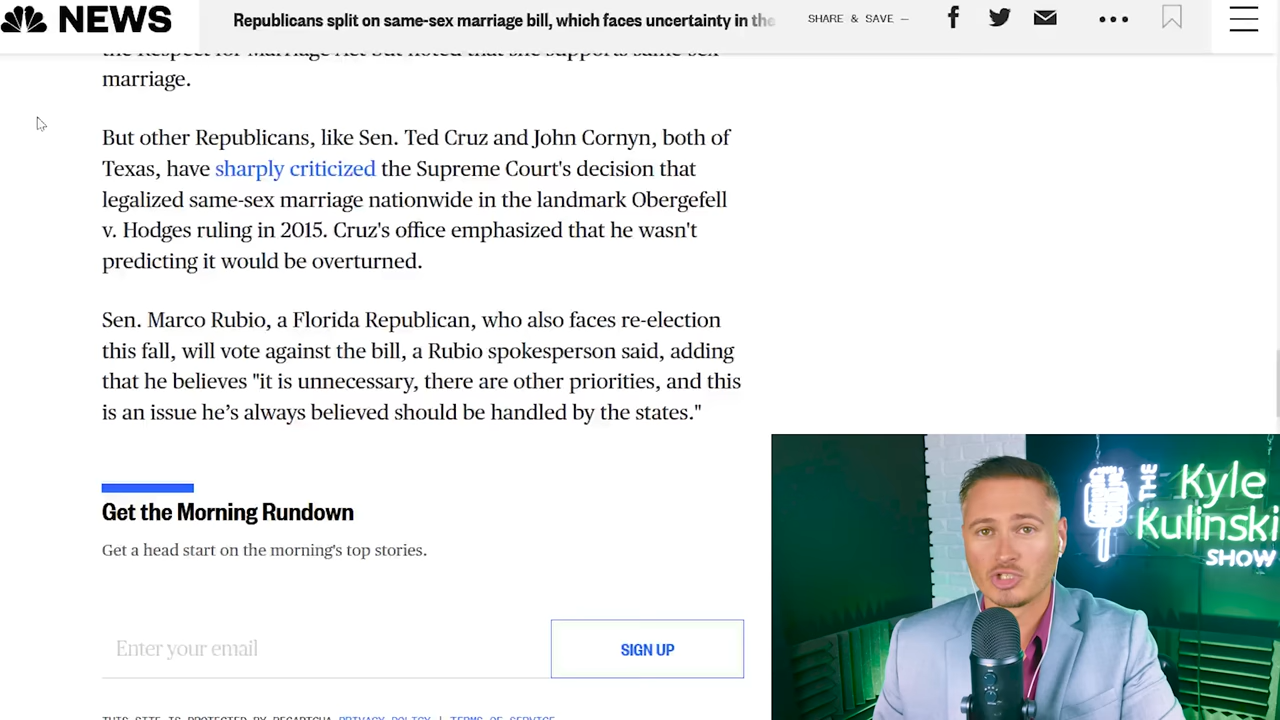 NEWS
Republicans split on same-sex marriage bill, which faces uncertainty in the
SHARE & SAVE —
the Respect for Marriage Act but noted that she supports same-sex
marriage.
But other Republicans, like Sen. Ted Cruz and John Cornyn, both of
Texas, have sharply criticized the Supreme Court's decision that
legalized same-sex marriage nationwide in the landmark Obergefell
v. Hodges ruling in 2015. Cruz's office emphasized that he wasn't
predicting it would be overturned.
Sen. Marco Rubio, a Florida Republican, who also faces re-election
this fall, will vote against the bill, a Rubio spokesperson said, adding
that he believes "it is unnecessary, there are other priorities, and this
is an issue he’s always believed should be handled by the states."
Get the Morning Rundown
Get a head start on the morning's top stories.
Enter your email
SIGN UP
THIS SITE IS PROTECTED BY RECAPTCHA PRIVACY POLICY | TERMS OF SERVICE
THE
Kyle
Kulinski
SHOW